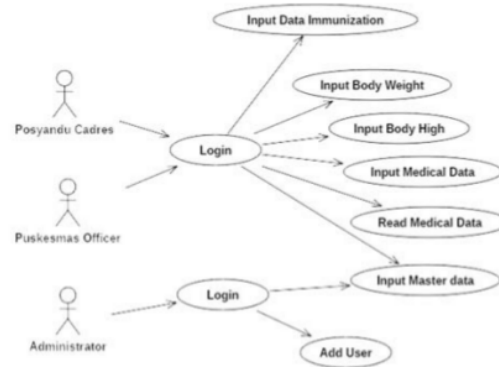 Input Data Immunization
Input Body Weight
Posyandu Cadres
Input Body High
Login
Input Medical Data
Read Medical Data
Puskesmas Officer
Input Master data
Login
Administrator
Add User